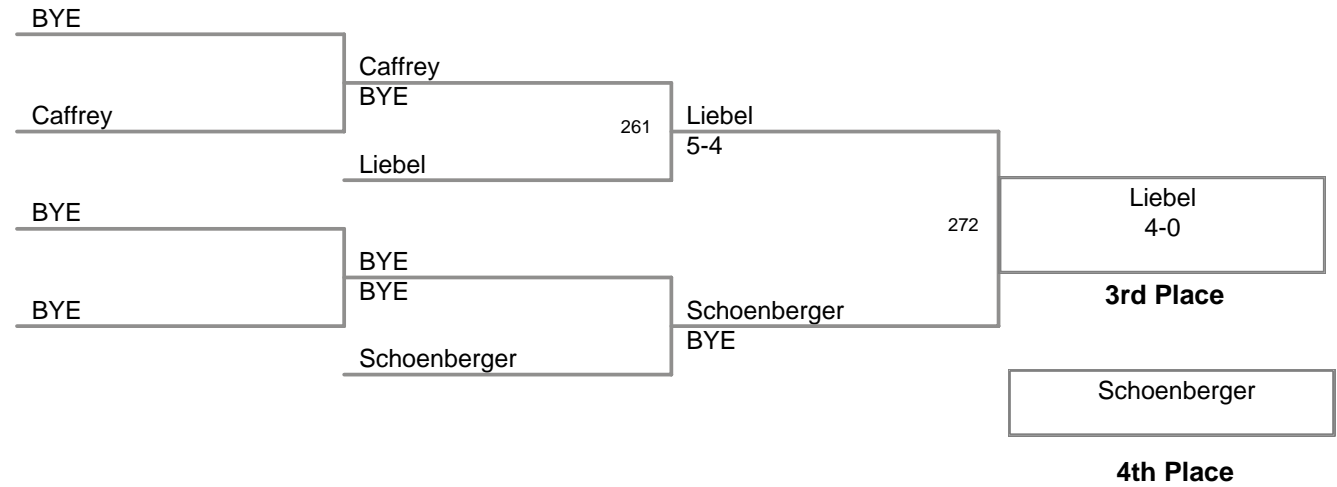 BYE
Caffrey
BYE
Caffrey
261
Liebel
5-4
Liebel
BYE
272
Liebel
4-0
BYE
BYE
3rd Place
BYE
Schoenberger
BYE
Schoenberger
Schoenberger
4th Place